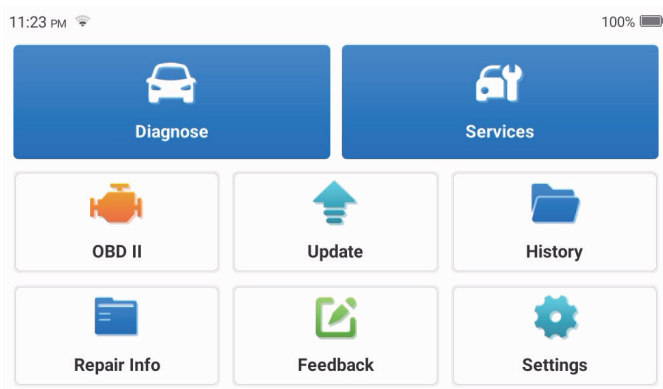 11:23 PM 100%
Diagnose Services
OBD II Update History
Repair Info Feedback Settings